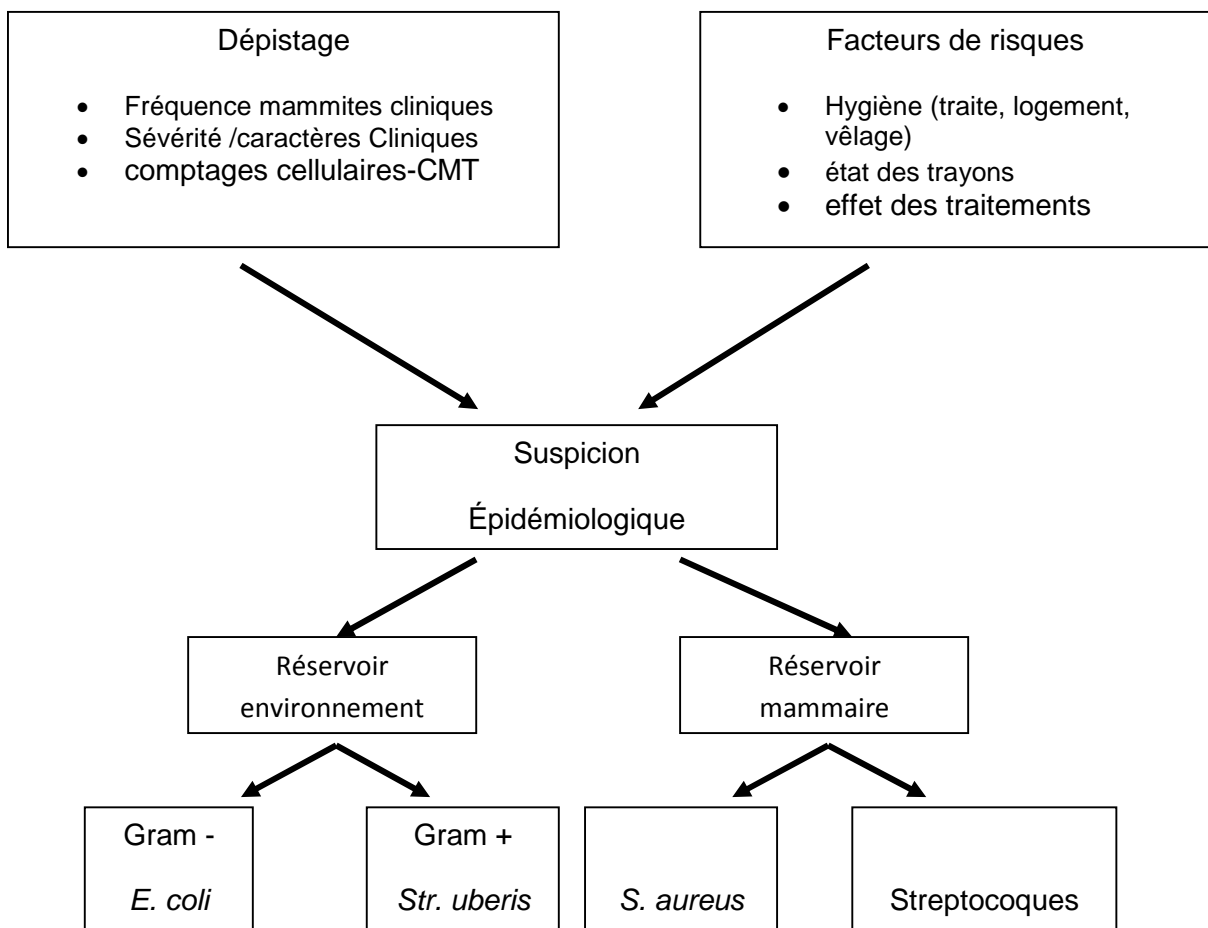 Dépistage
• Fréquence mammites cliniques
• Sévérité /caractères Cliniques
• comptages cellulaires-CMT
Facteurs de risques
• Hygiène (traite, logement,
vêlage)
• état des trayons
• effet des traitements
Suspicion
Épidémiologique
Réservoir
environnement
Réservoir
mammaire
Gram -
E. coli
Gram +
Str. uberis
S. aureus
Streptocoques